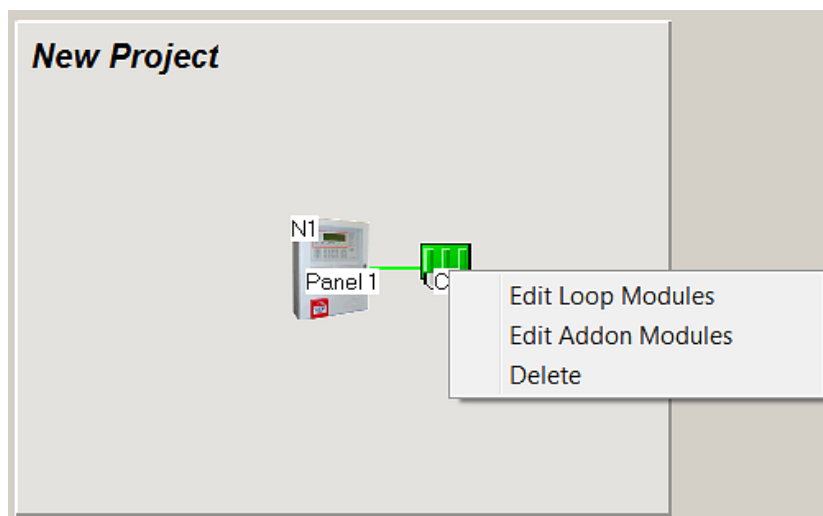 New Project
N1
Panel 1
C
Edit Loop Modules
Edit Addon Modules
Delete